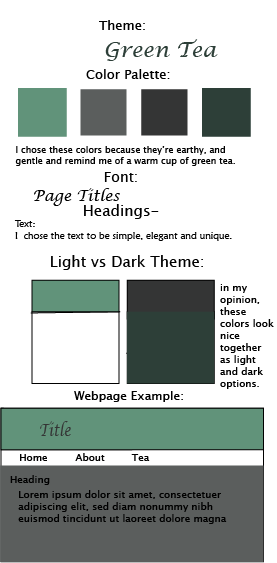 Theme:
Green Tea
Color Palette:
I chose these colors because they're earthy, and
gentle and remind me of a warm cup of green tea.
Font:
Page Titles
Headings-
Text:
I chose the text to be simple, elegant and unique.
Light vs Dark Theme:
in my
opinion,
these
colors look
nice
together
as light
and dark
options.
Webpage Example:
Title
Home About Tea
Heading
Lorem ipsum dolor sit amet, consectetuer
adipiscing elit, sed diam nonummy nibh
euismod tincidunt ut laoreet dolore magna